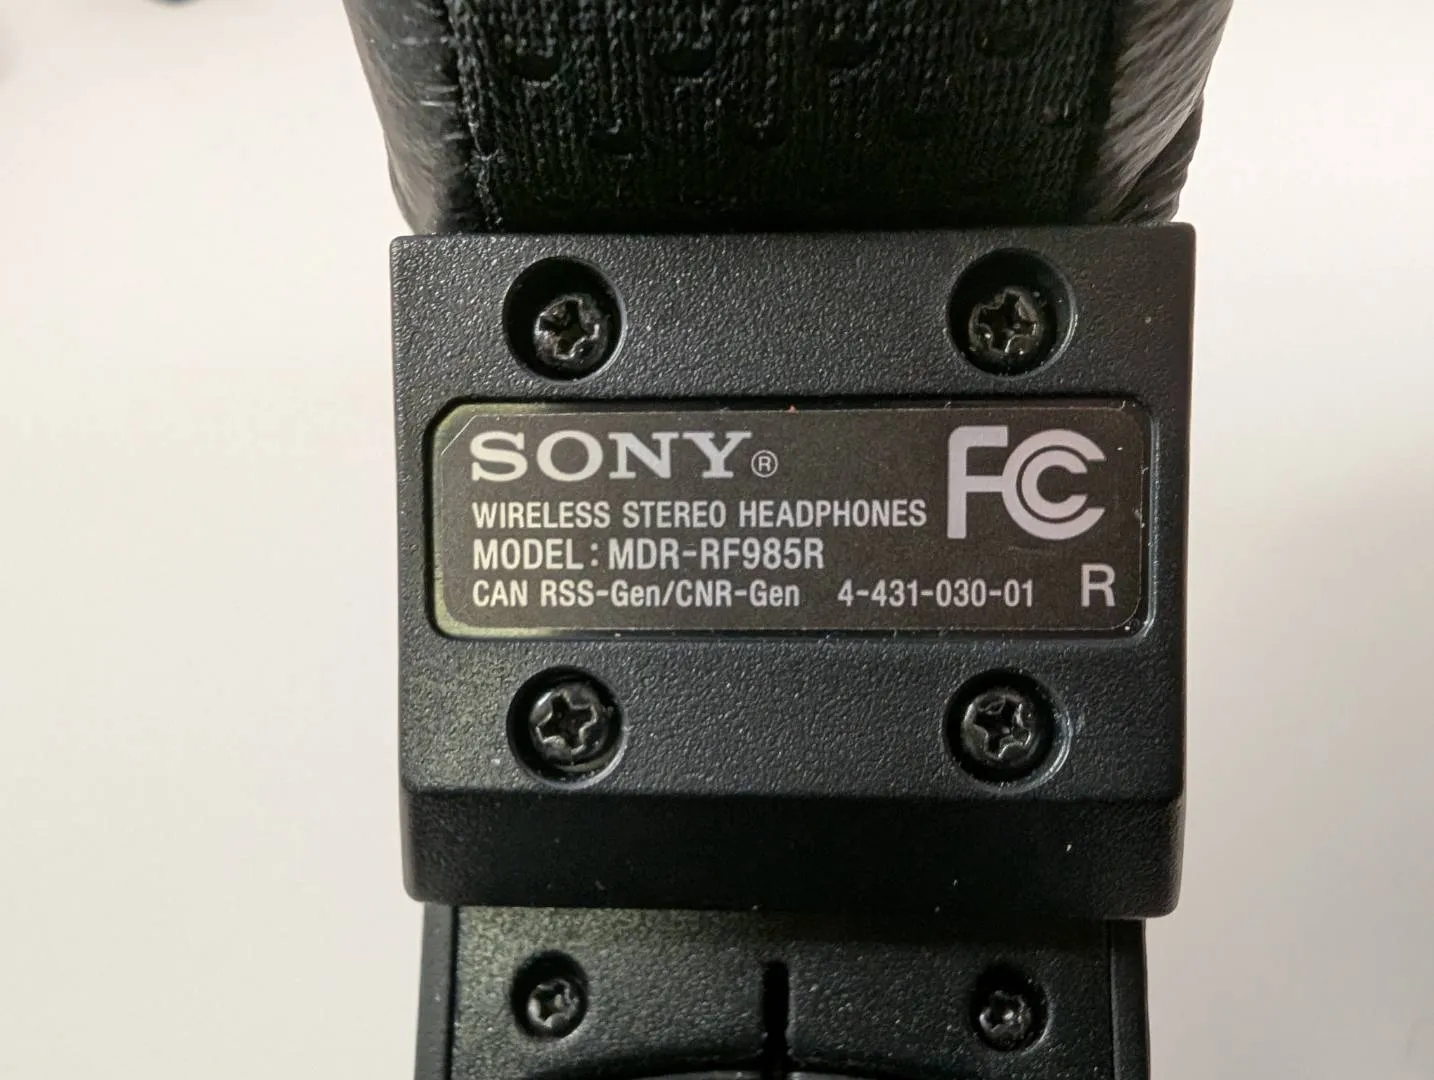 SONY®
FC
WIRELESS STEREO HEADPHONES
MODEL: MDR-RF985R
CAN RSS-Gen/CNR-Gen 4-431-030-01 R